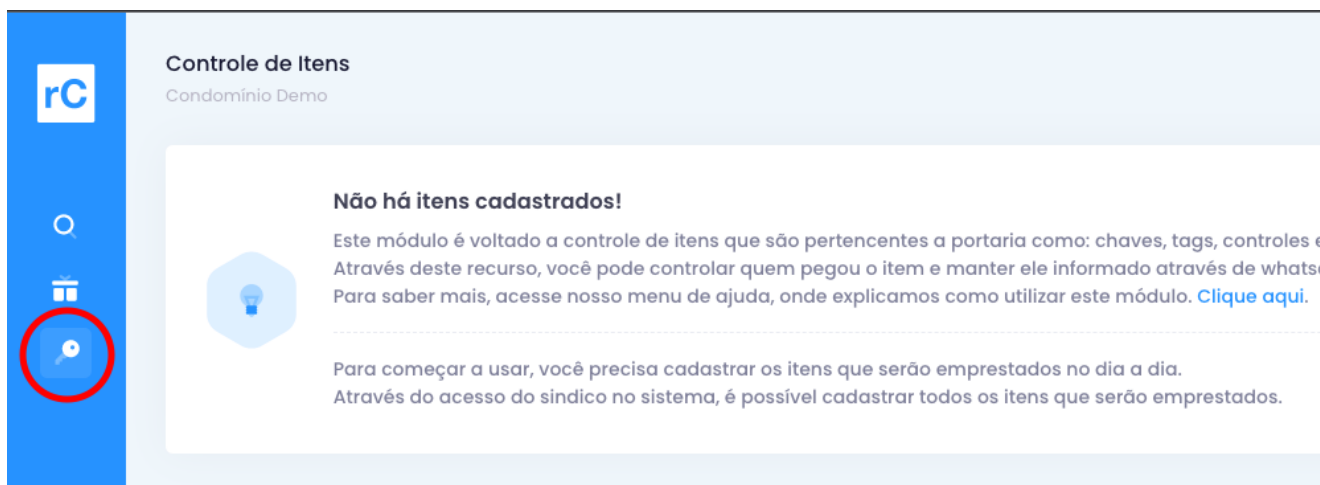 rC
Controle de Itens
Condomínio Demo
Não há itens cadastrados!
Este módulo é voltado a controle de itens que são pertencentes a portaria como: chaves, tags, controles
Através deste recurso, você pode controlar quem pegou o item e manter ele informado através de
Para saber mais, acesse nosso menu de ajuda, onde explicamos como utilizar este módulo. Clique aqui.
Para começar a usar, você precisa cadastrar os itens que serão emprestados no dia a dia.
Através do acesso do sindico no sistema, é possível cadastrar todos os itens que serão emprestados.